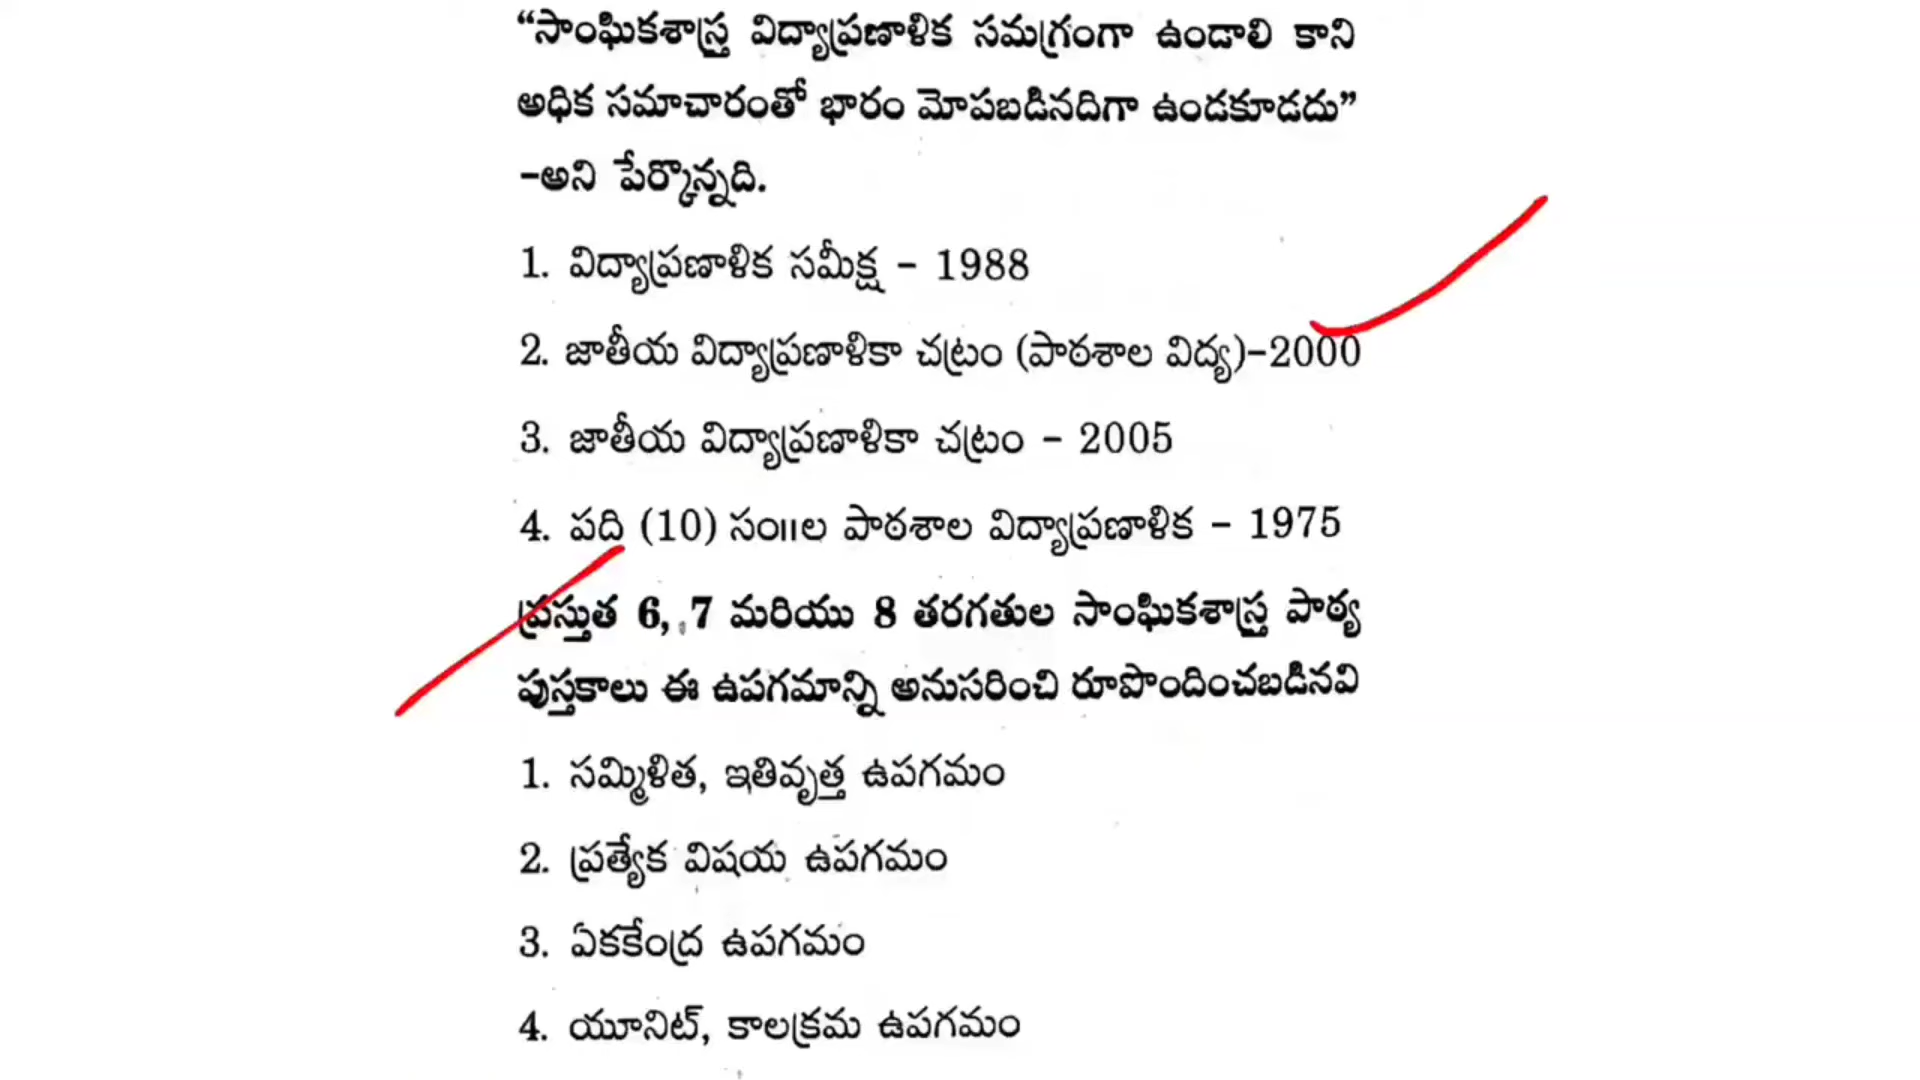 “సాంఘికశాస్త్ర విద్యాప్రణాళిక సమగ్రంగా ఉండాలి కాని
అధిక సమాచారంతో భారం మోపబడినదిగా ఉండకూడదు”
-అని పేర్కొన్నది.
1. విద్యాప్రణాళిక సమీక్ష - 1988
2. జాతీయ విద్యాప్రణాళికా చట్రం (పాఠశాల విద్య)-2000
3. జాతీయ విద్యాప్రణాళికా చట్రం - 2005
4. పది (10) సం॥ల పాఠశాల విద్యాప్రణాళిక - 1975
ప్రస్తుత 6, 7 మరియు 8 తరగతుల సాంఘికశాస్త్ర పాఠ్య
పుస్తకాలు ఈ ఉపగమాన్ని అనుసరించి రూపొందించబడినవి
1. సమ్మిళిత, ఇతివృత్త ఉపగమం
2. ప్రత్యేక విషయ ఉపగమం
3. ఏకకేంద్ర ఉపగమం
4. యూనిట్, కాలక్రమ ఉపగమం